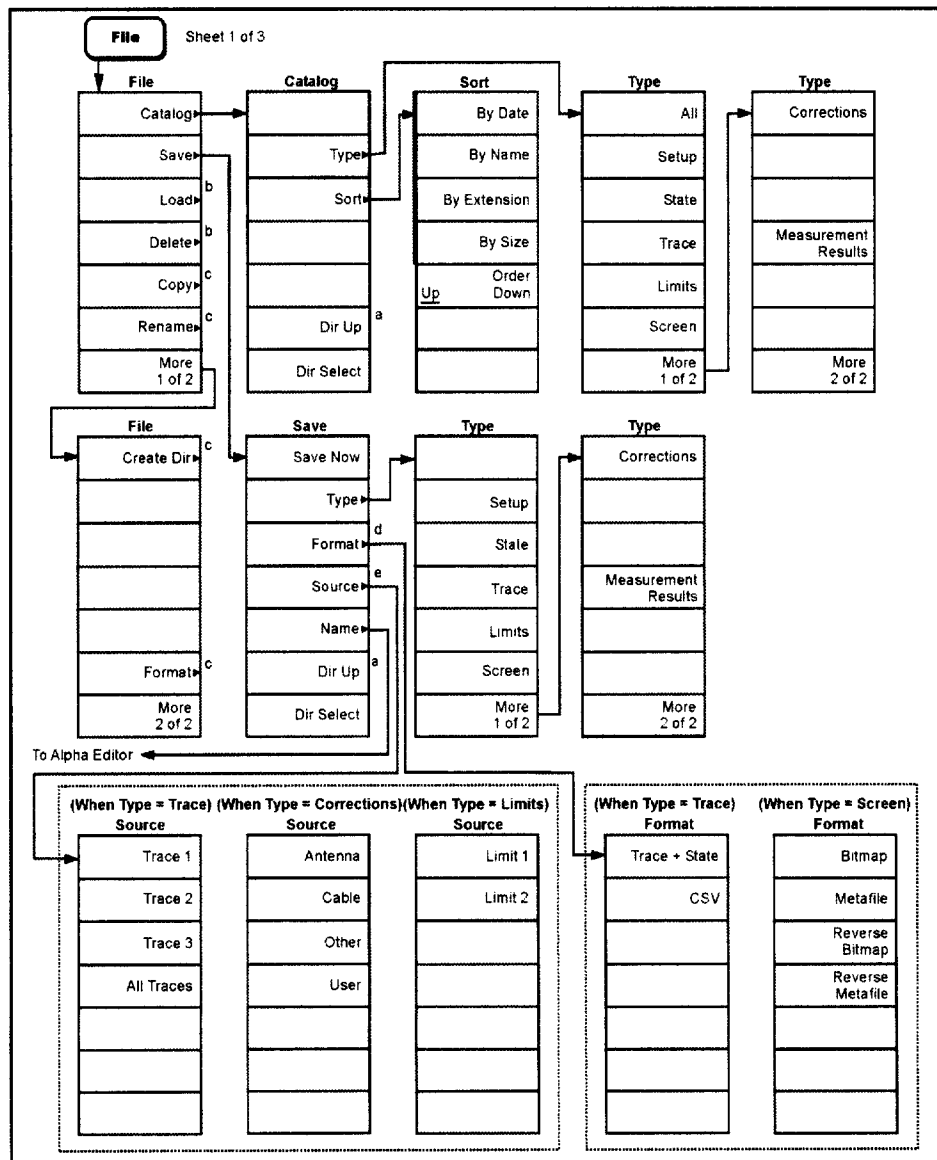 File Sheet 1 of 3
File
Catalog
Save
b
Load
b
Delete
c
Copy
c
Rename
More
1 of 2
Catalog
Type
Sort
a
Dir Up
Dir Select
Sort
By Date
By Name
By Extension
By Size
Order
Up Down
Type
All
Setup
State
Trace
Limits
Screen
More
1 of 2
Type
Corrections
Measurement
Results
More
2 of 2
File
c
Create Dir
c
Format
More
2 of 2
Save
Save Now
Type
d
Format
e
Source
Name
a
Dir Up
Dir Select
Type
Setup
State
Trace
Limits
Screen
More
1 of 2
Type
Corrections
Measurement
Results
More
2 of 2
To Alpha Editor
(When Type = Trace)
Source
Trace 1
Trace 2
Trace 3
All Traces
(When Type = Corrections)
Source
Antenna
Cable
Other
User
(When Type = Limits)
Source
Limit 1
Limit 2
(When Type = Trace)
Format
Trace + State
CSV
(When Type = Screen)
Format
Bitmap
Metafile
Reverse
Bitmap
Reverse
Metafile